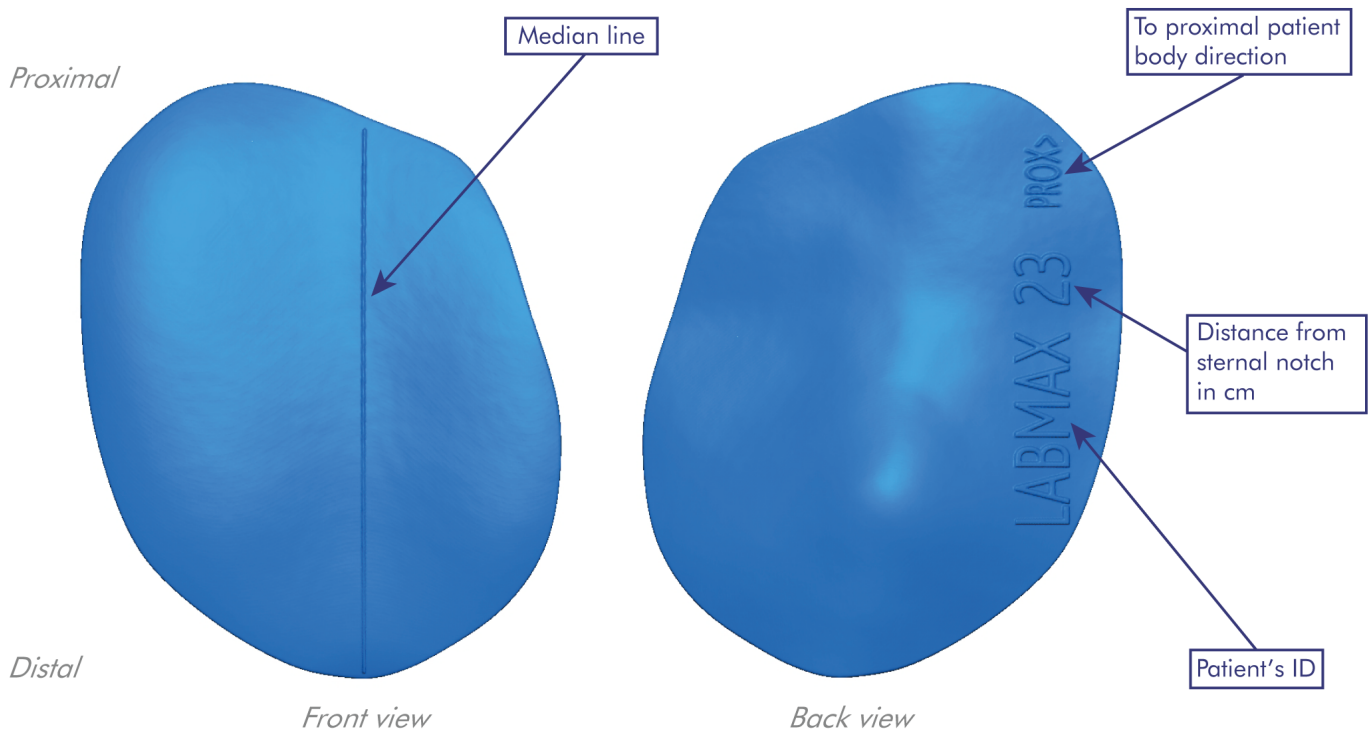 Median line
To proximal patient
body direction
Proximal
PROX>
LABMAX 23
Distance from
sternal notch
in cm
Patient's ID
Distal
Front view
Back view